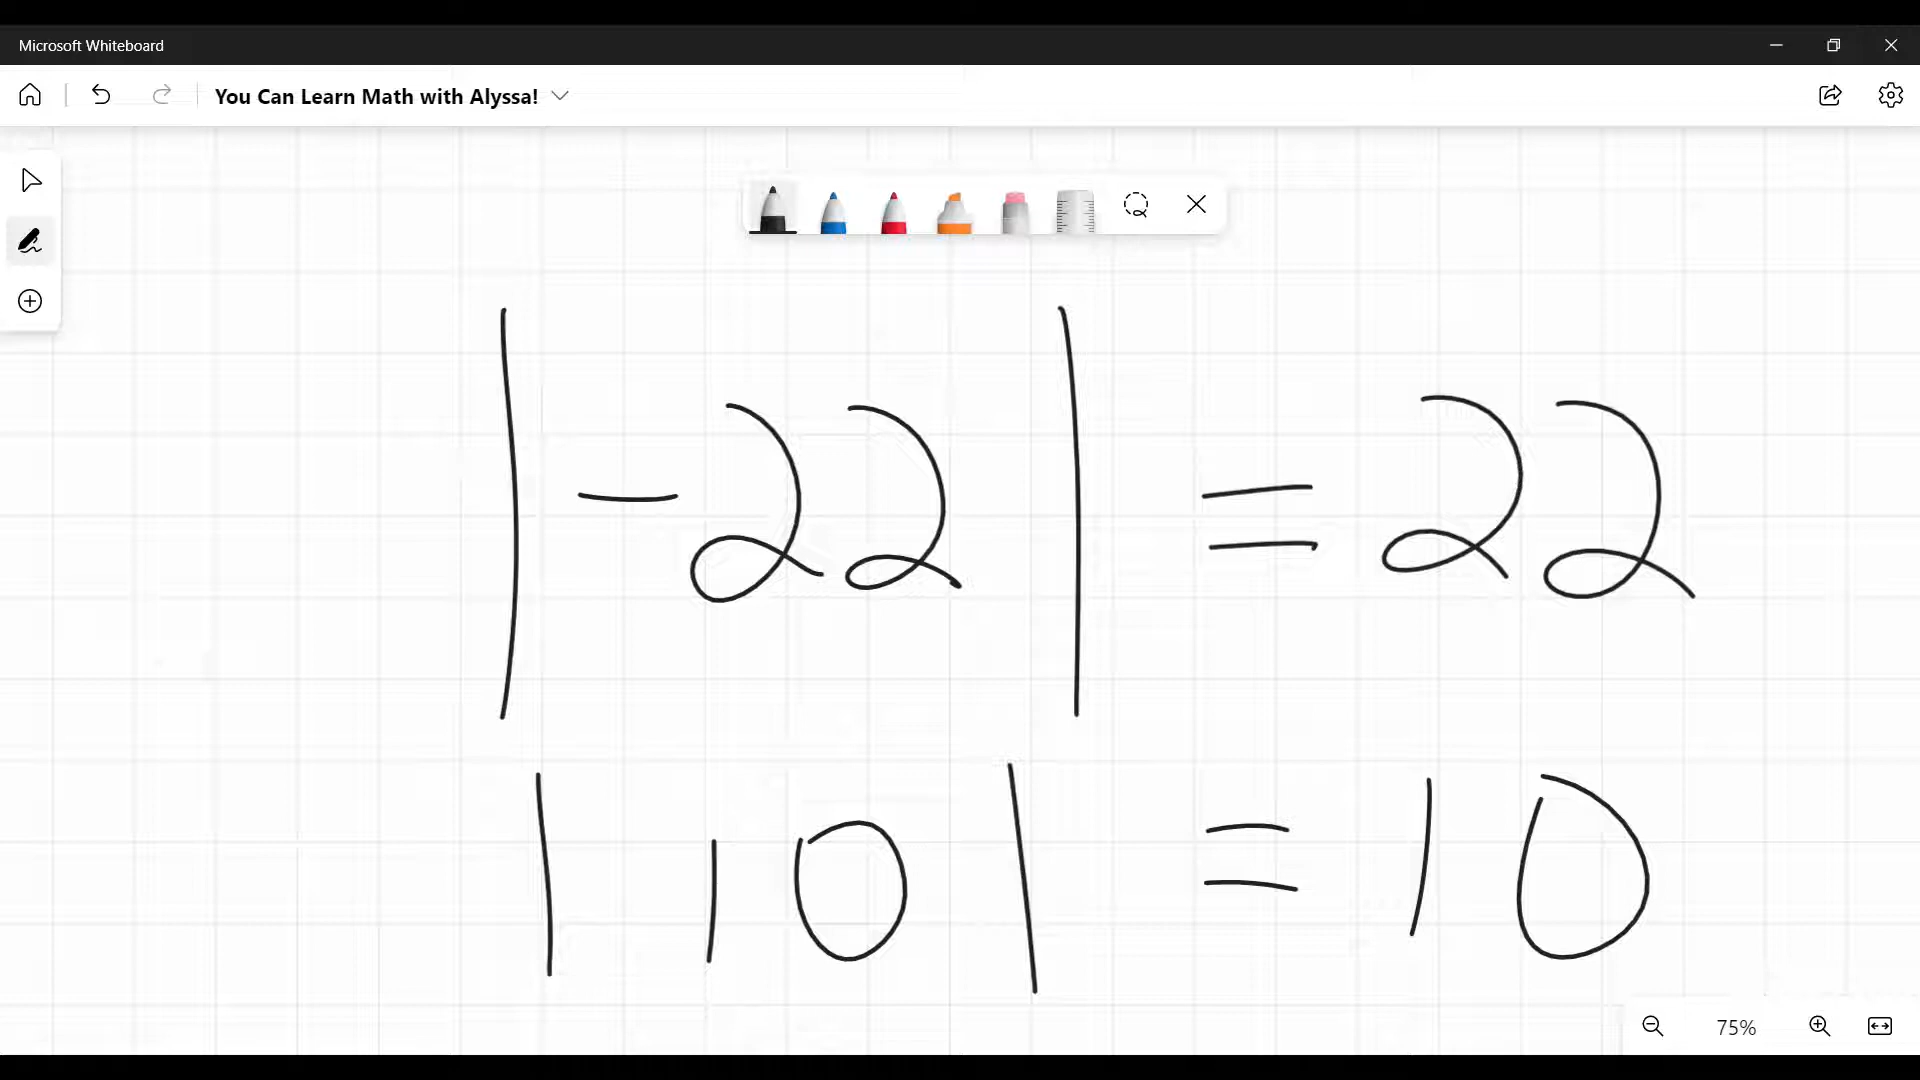 Microsoft Whiteboard
You Can Learn Math with Alyssa!
|-22| = 22
|10| = 10
75%